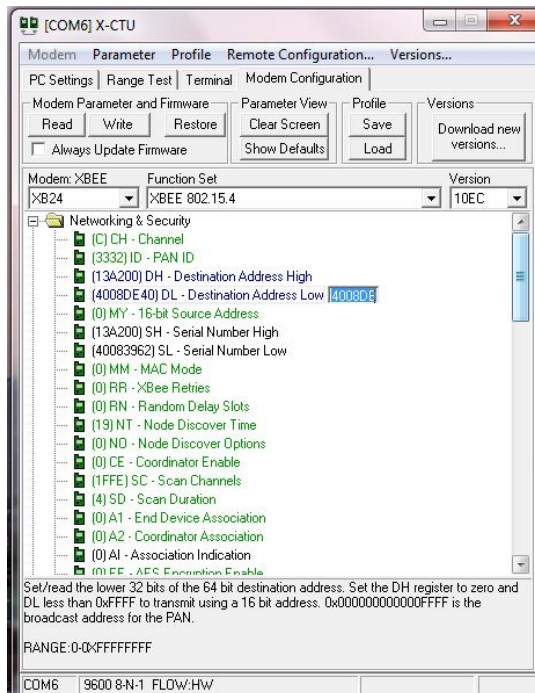 [COM6] X-CTU
Modem Parameter Profile Remote Configuration... Versions...
PC Settings Range Test Terminal Modem Configuration
Modem Parameter and Firmware Parameter View Profile Versions
Read Write Restore Clear Screen Save Download new versions...
Always Update Firmware Show Defaults Load
Modem: XBEE Function Set Version
XB24 XBEE 802.15.4 10EC
Networking & Security
(C) CH - Channel
(3332) ID - PAN ID
(13A200) DH - Destination Address High
(4008DE40) DL - Destination Address Low 4008DE
(0) MY - 16-bit Source Address
(13A200) SH - Serial Number High
(40083962) SL - Serial Number Low
(0) MM - MAC Mode
(0) RR - XBee Retries
(0) RN - Random Delay Slots
(19) NT - Node Discover Time
(0) NO - Node Discover Options
(0) CE - Coordinator Enable
(1FFE) SC - Scan Channels
(4) SD - Scan Duration
(0) A1 - End Device Association
(0) A2 - Coordinator Association
(0) AI - Association Indication
(0) EE - AES Encryption Enable
Set/read the lower 32 bits of the 64 bit destination address. Set the DH register to zero and
DL less than 0xFFFF to transmit using a 16 bit address. 0x000000000000FFFF is the
broadcast address for the PAN.
RANGE:0-0XFFFFFFFF
COM6 9600 8-N-1 FLOW:HW